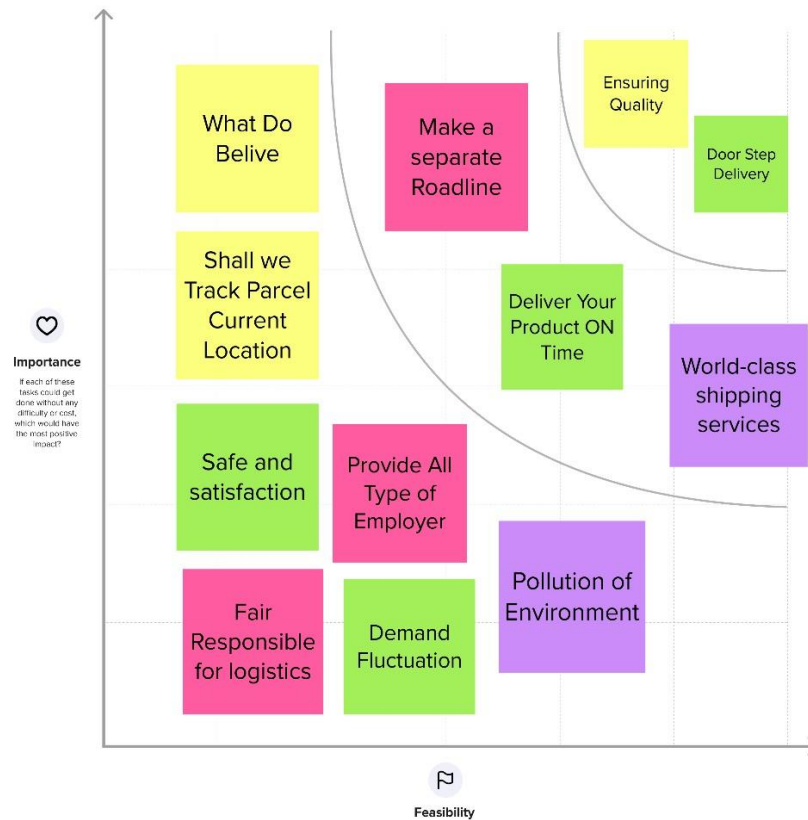 What Do
Belive
Make a
separate
Roadline
Ensuring
Quality
Door Step
Delivery
Shall we
Track Parcel
Current
Location
Deliver Your
Product ON
Time
World-class
shipping
services
Importance
If each of these
tasks could get
done without any
difficulty or cost,
which would have
the most positive
impact?
Safe and
satisfaction
Provide All
Type of
Employer
Pollution of
Environment
Fair
Responsible
for logistics
Demand
Fluctuation
Feasibility